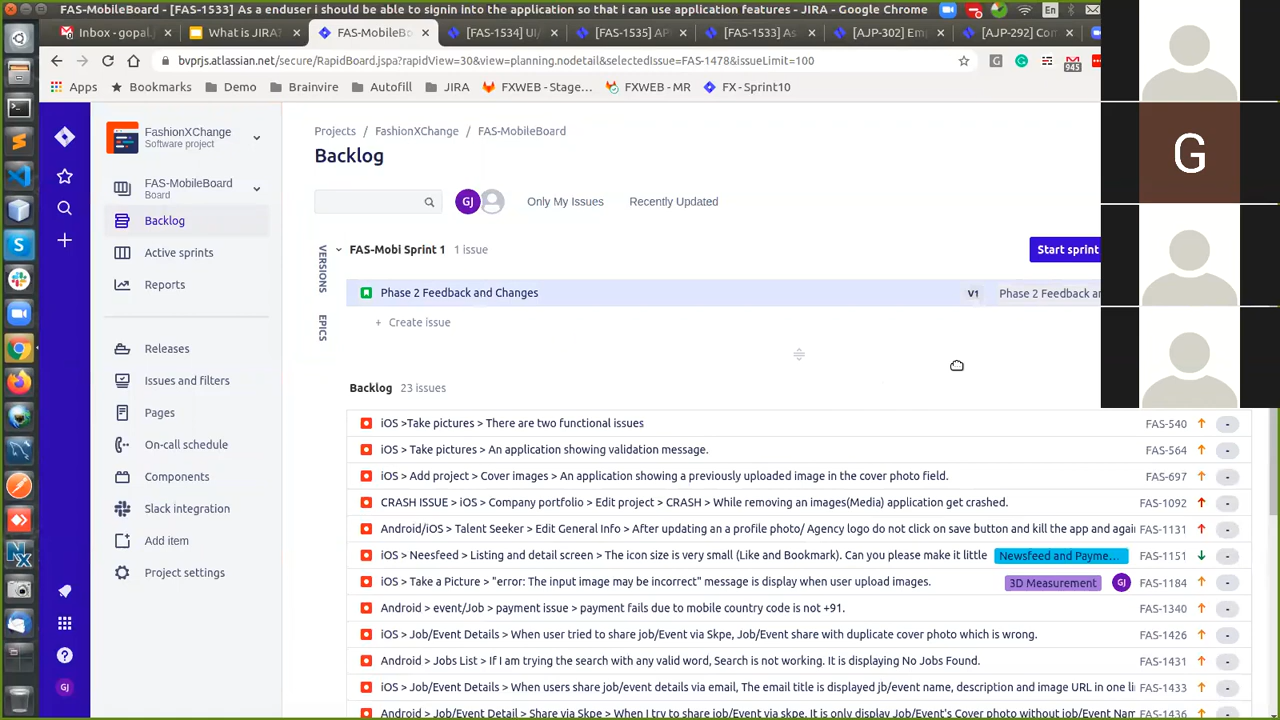 FAS-MobileBoard - [FAS-1533] As a enduser i should be able to signin into the application so that i can use application features - JIRA - Google Chrome
En
Inbox - gopal.
What is JIRA?
FAS-MobileBo
[FAS-1534] UI/
[FAS-1535] AP
[FAS-1533] As
[AJP-302] Em
[AJP-292] Co
bvprjs.atlassian.net/secure/RapidBoard.jspa?rapidView=30&view=planning.nodetail&selectedIssue=FAS-1478&issueLimit=100
945
Apps
Bookmarks
Demo
Brainvire
Autofill
JIRA
FXWEB - Stage...
FXWEB - MR
FX - Sprint10
FashionXChange
Software project
Projects / FashionXChange / FAS-MobileBoard
Backlog
G
FAS-MobileBoard
Board
GJ
Only My Issues
Recently Updated
Backlog
Active sprints
Reports
Releases
Issues and filters
Pages
On-call schedule
Components
Slack integration
Add item
Project settings
GJ
VERSIONS
EPICS
FAS-Mobi Sprint 1 1 issue
Start sprint
Phase 2 Feedback and Changes
V1
Phase 2 Feedback an
+ Create issue
Backlog 23 issues
iOS >Take pictures > There are two functional issues FAS-540 -
iOS > Take pictures > An application showing validation message. FAS-564 -
iOS > Add project > Cover images > An application showing a previously uploaded image in the cover photo field. FAS-697 -
CRASH ISSUE > iOS > Company portfolio > Edit project > CRASH > While removing an images(Media) application get crashed. FAS-1092 -
Android/iOS > Talent Seeker > Edit General Info > After updating an a profile photo/ Agency logo do not click on save button and kill the app and again FAS-1131 -
iOS > Neesfeed > Listing and detail screen > The icon size is very small (Like and Bookmark). Can you please make it little Newsfeed and Payme... FAS-1151 -
iOS > Take a Picture > "error: The input image may be incorrect" message is display when user upload images. 3D Measurement GJ FAS-1184 -
Android > event/Job > payment issue > payment fails due to mobile country code is not +91. FAS-1340 -
iOS > Job/Event Details > When user tried to share job/Event via Skpe, Job/Event share with duplicate cover photo which is wrong. FAS-1426 -
Android > Jobs List > If I am trying the search with any valid word, Search is not working. It is displaying No Jobs Found. FAS-1431 -
iOS > Job/Event Details > When users share job/event details via email, The email title is displayed jb/event name, description and image URL in one li FAS-1433 -
Android > Job/Event Detail > Share via Skpe > When I try to share job/Event via skpe. It is only display Job/Event's Cover photo without job/Event Nam